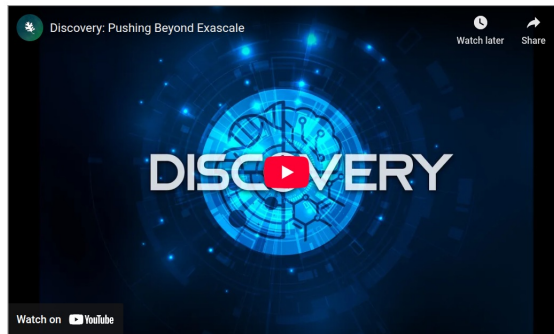 Discovery: Pushing Beyond Exascale
Watch later
Share
DISCOVERY
Watch on YouTube